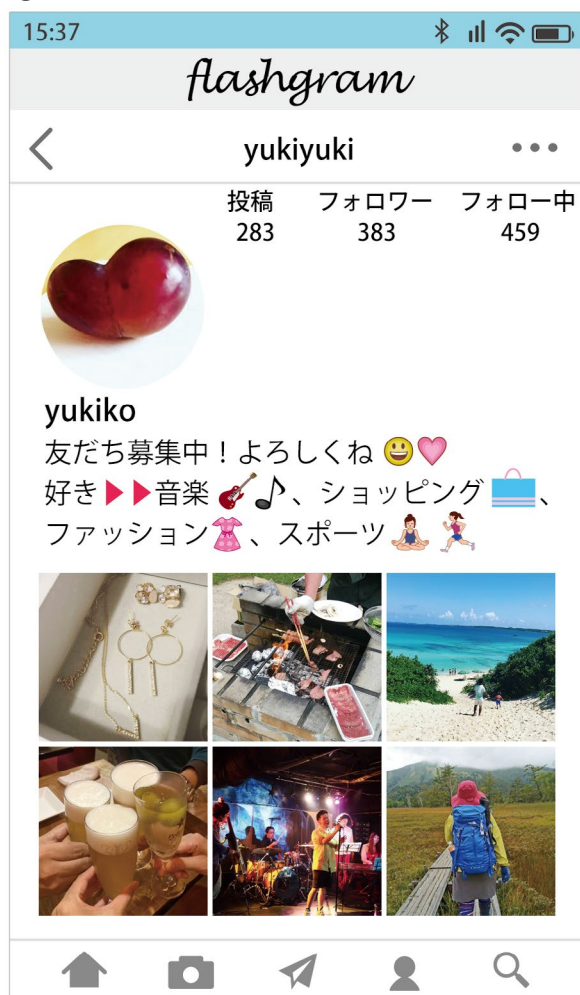 15:37
flashgram
yukiyuki
投稿 フォロワー フォロー中
283 383 459
yukiko
友だち募集中！よろしくね 😃💗
好き▶▶音楽🎸🎵、ショッピング🛍、
ファッション👗、スポーツ🧘🏃‍♀️